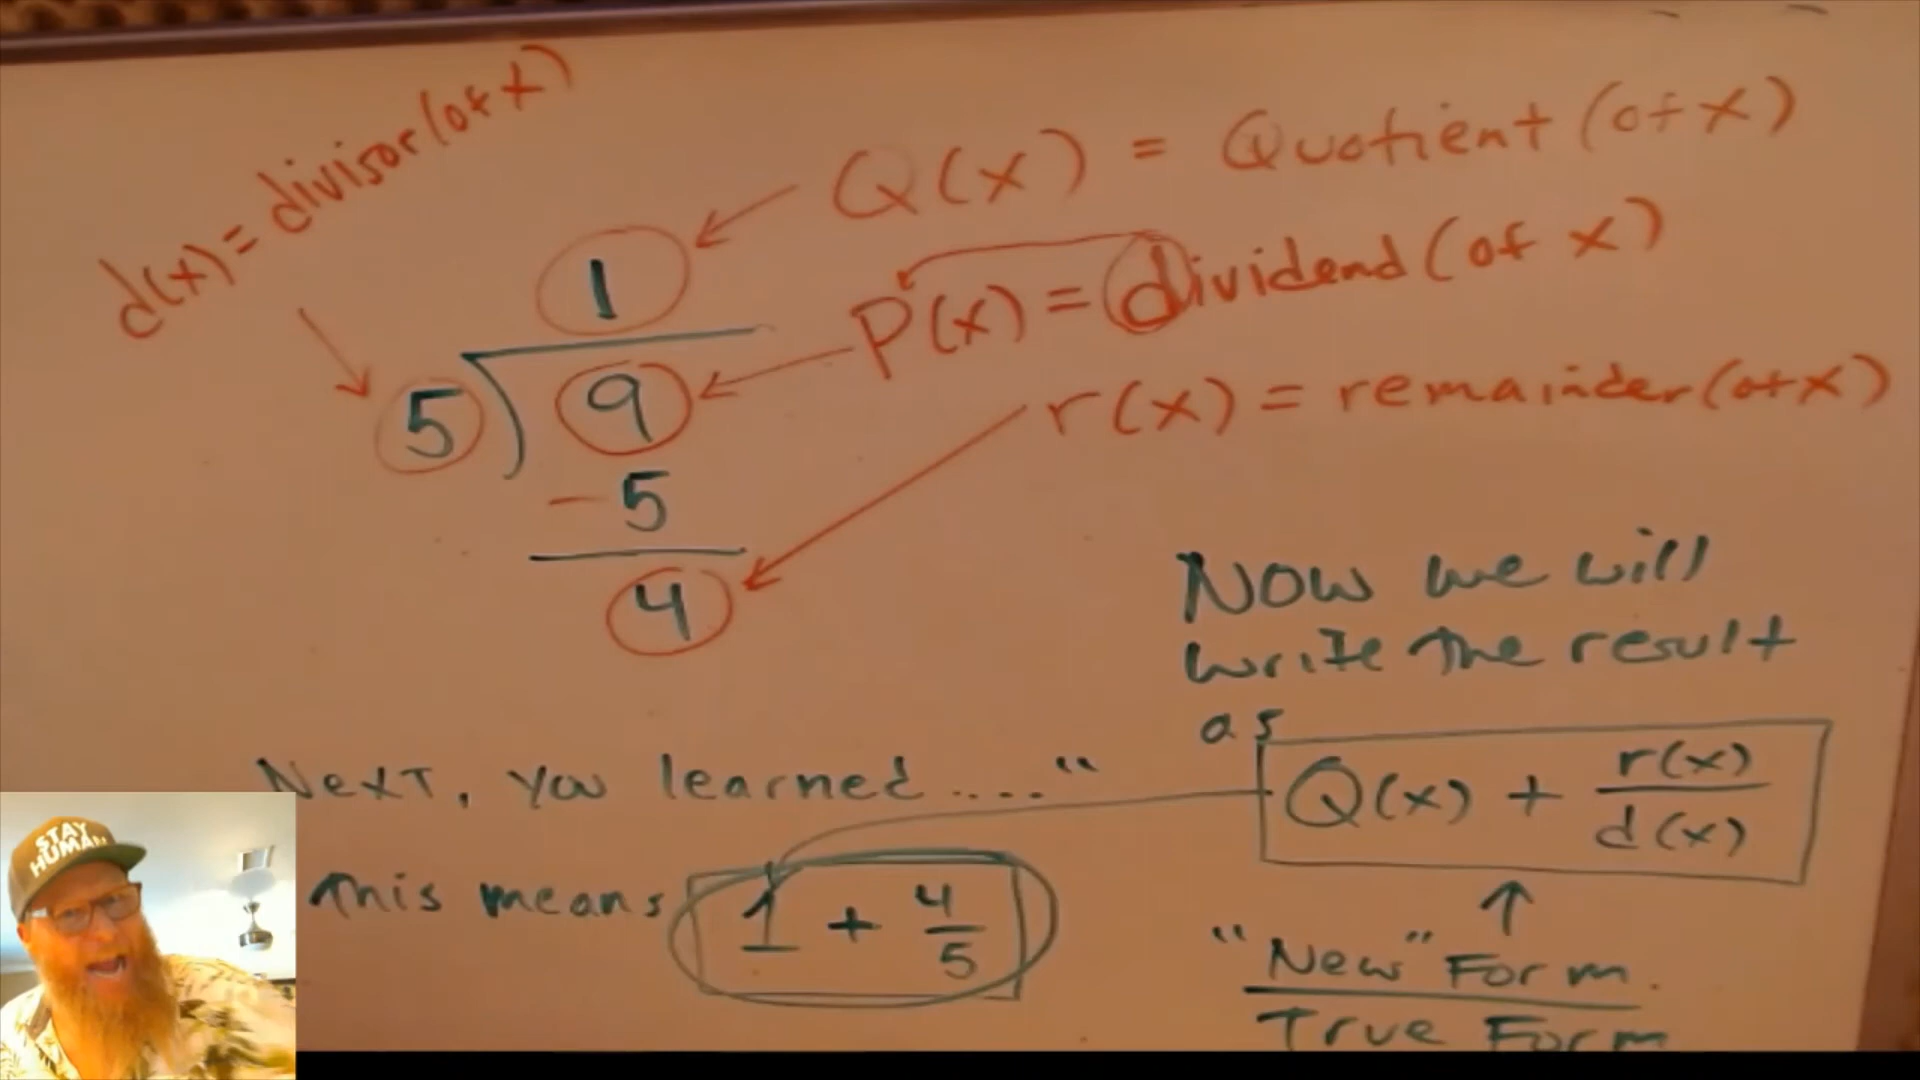 d(x) = divisor (of x)
Q(x) = Quotient (of x)
1
P(x) = dividend (of x)
5 9
r(x) = remainder (of x)
- 5
4
Now we will
write the result
as
Q(x) + r(x)/d(x)
Next, you learned...."
This means 1 + 4/5
"New" Form.
True Form
STAY
HUMAN